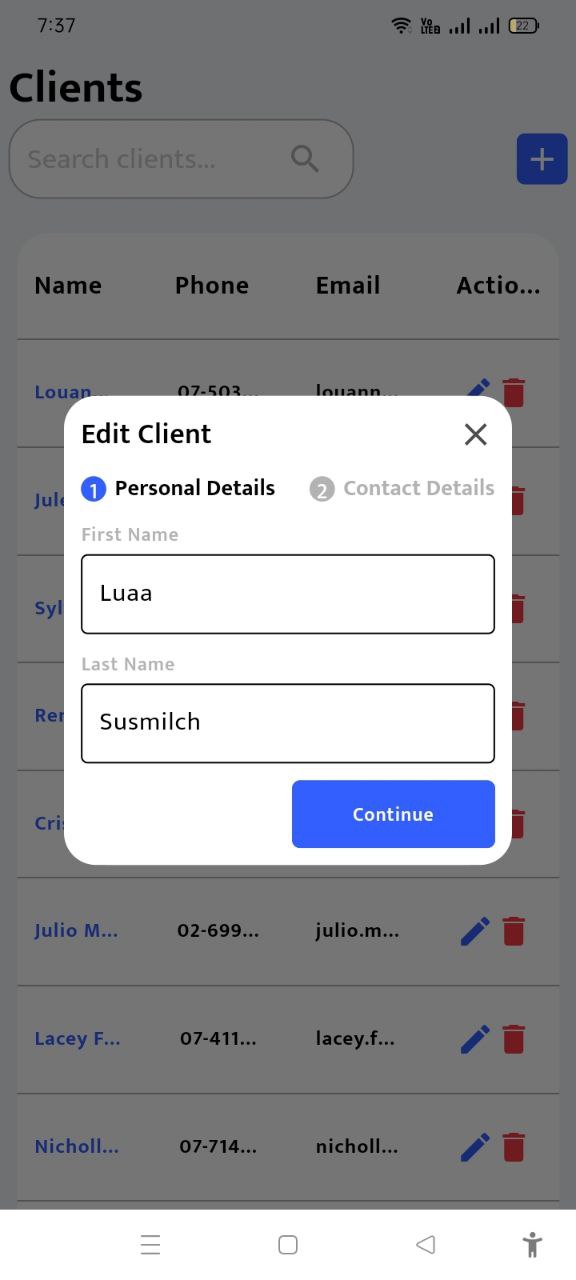 7:37
Vo LTE2
22
Clients
Search clients...
Name Phone Email Actio...
Louan... 07-503... louann...
Edit Client
1 Personal Details 2 Contact Details
First Name
Luaa
Last Name
Susmilch
Continue
Jule
Syl
Rer
Cris
Julio M... 02-699... julio.m...
Lacey F... 07-411... lacey.f...
Nicholl... 07-714... nicholl...